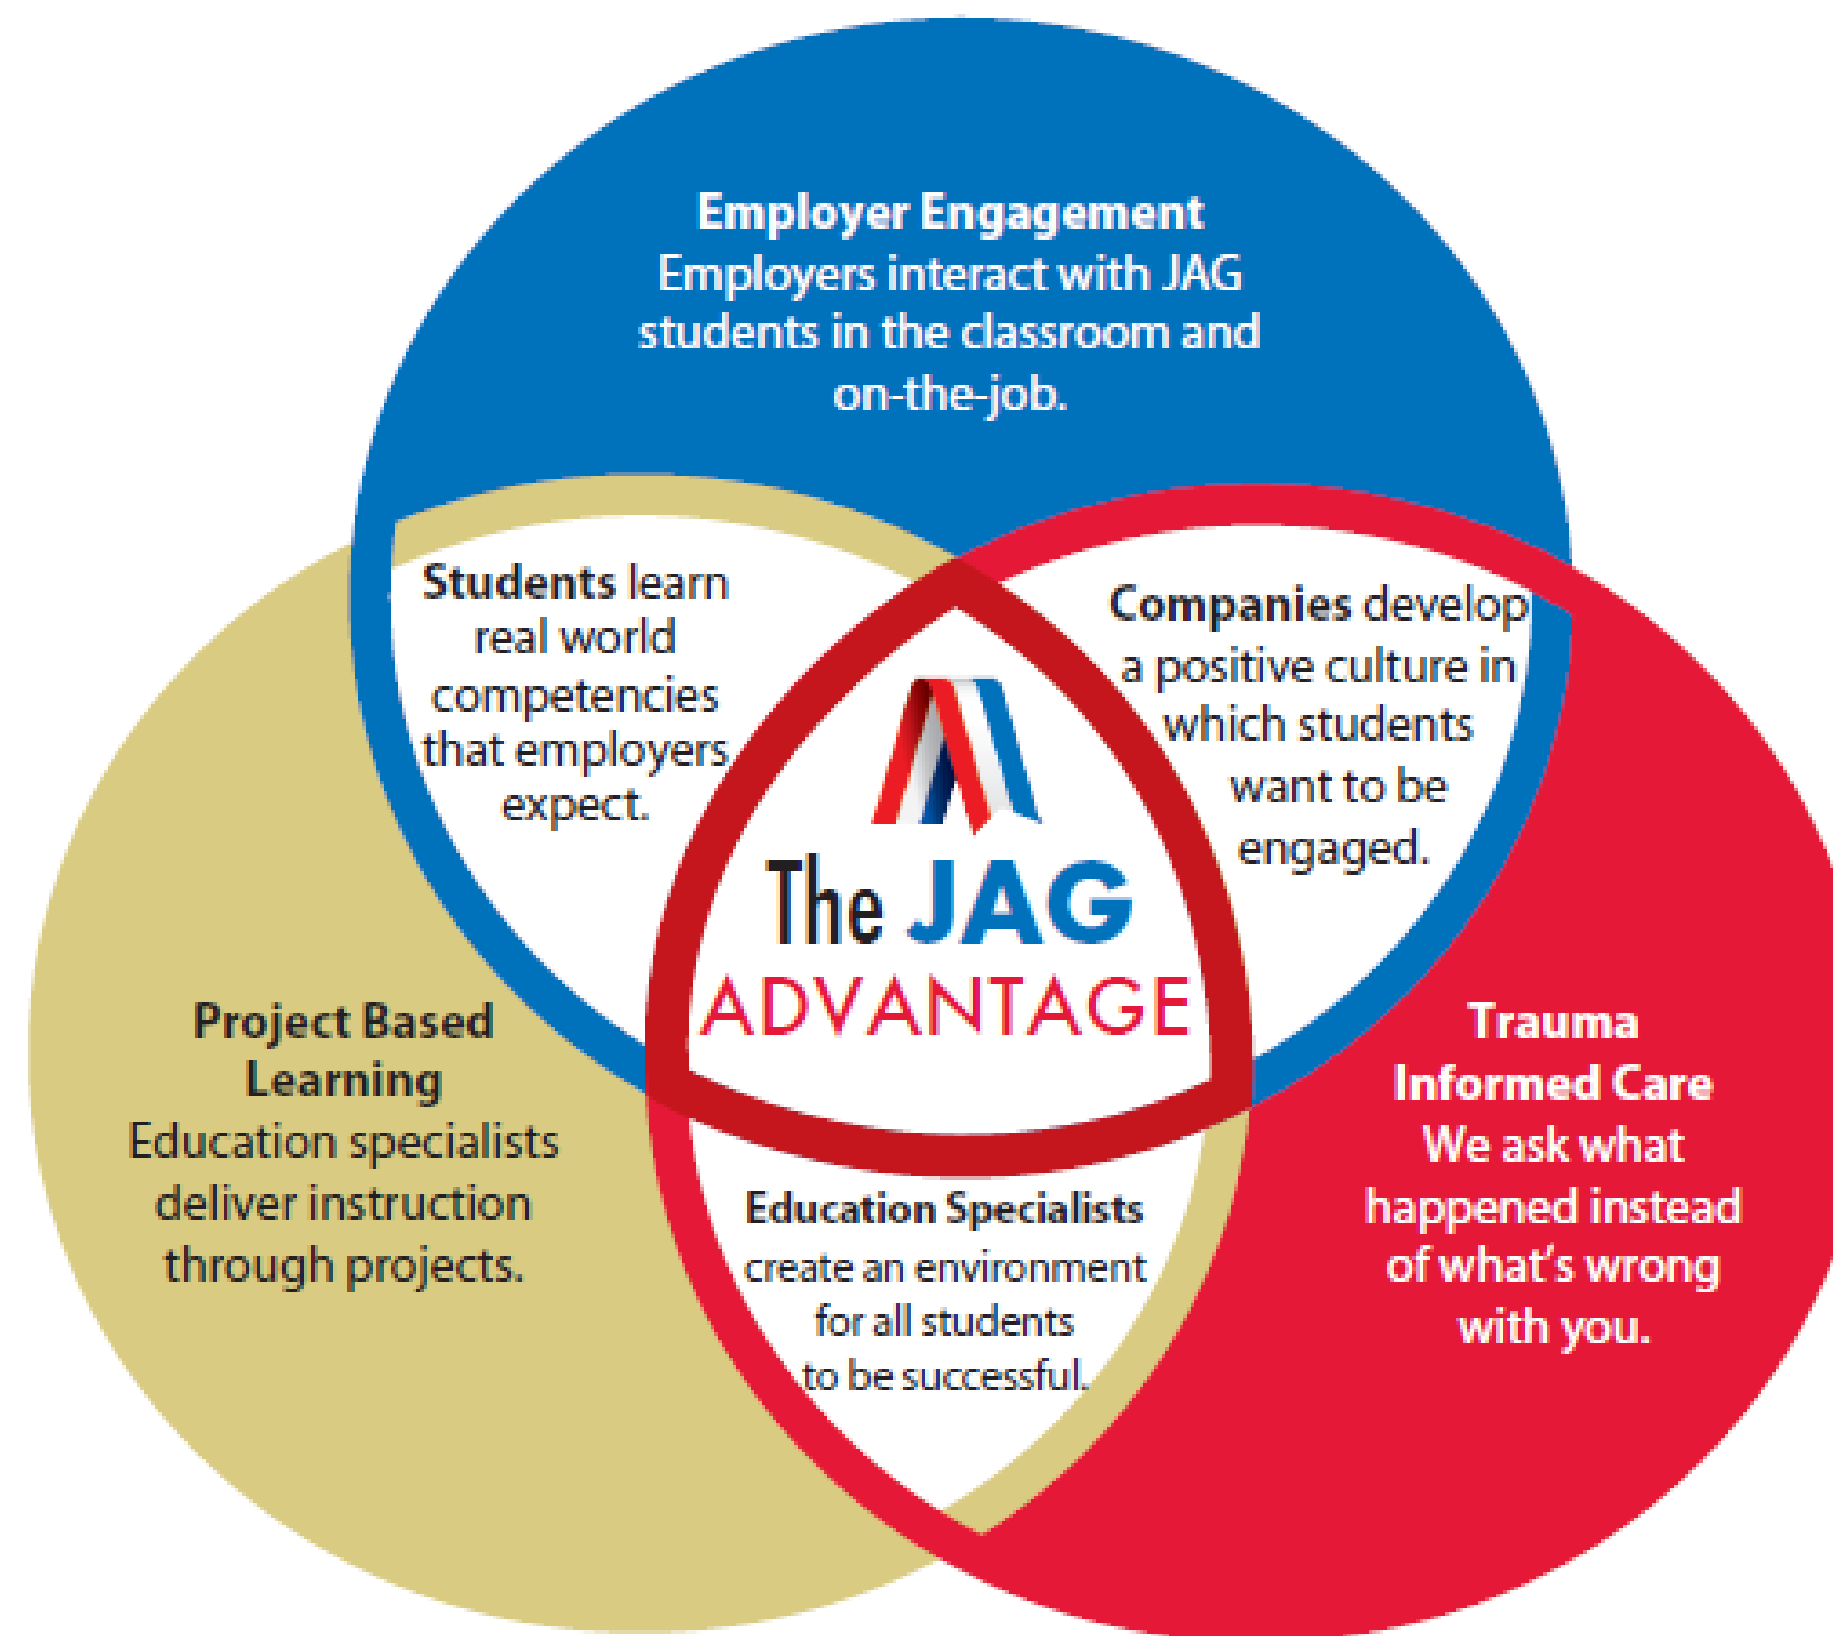 Employer Engagement
Employers interact with JAG
students in the classroom and
on-the-job.
Students learn
real world
competencies
that employers
expect.
Companies develop
a positive culture in
which students
want to be
engaged.
The JAG
ADVANTAGE
Project Based
Learning
Education specialists
deliver instruction
through projects.
Trauma
Informed Care
We ask what
happened instead
of what's wrong
with you.
Education Specialists
create an environment
for all students
to be successful.